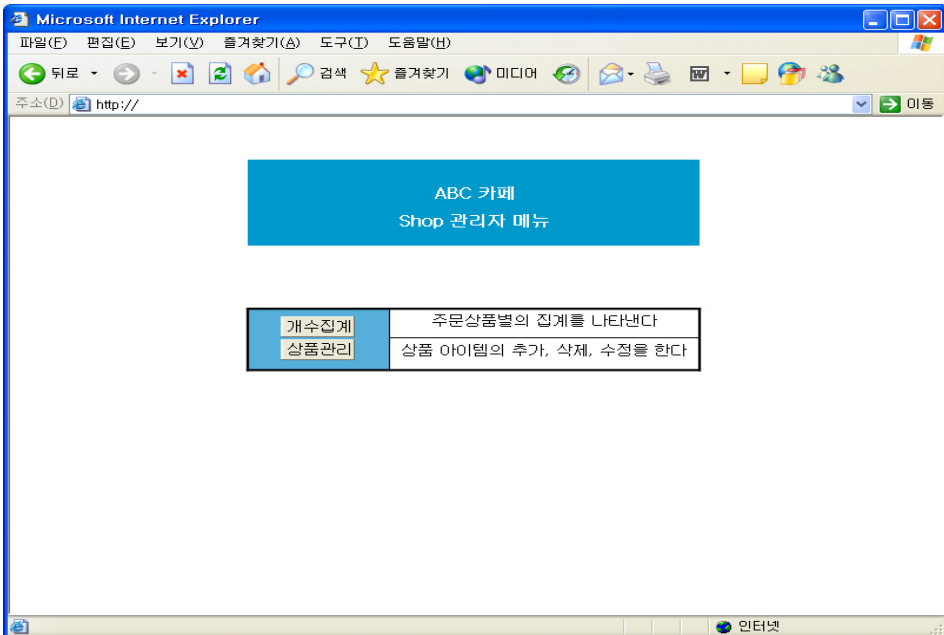 Microsoft Internet Explorer
파일(F) 편집(E) 보기(V) 즐겨찾기(A) 도구(T) 도움말(H)
뒤로 검색 즐겨찾기 미디어
주소(D) http:// 이동
ABC 카페
Shop 관리자 메뉴
개수집계 주문상품별의 집계를 나타낸다
상품관리 상품 아이템의 추가, 삭제, 수정을 한다
인터넷